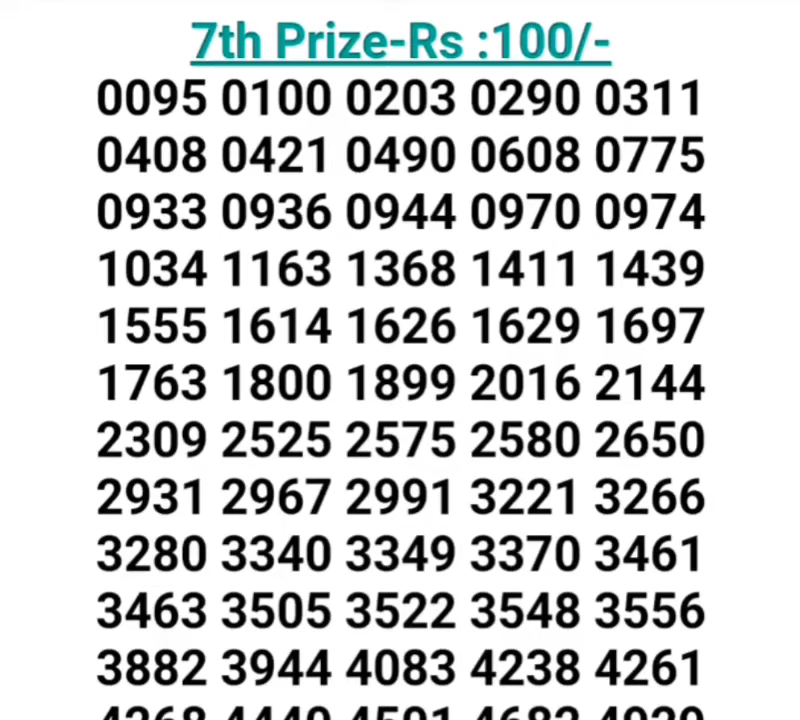 7th Prize-Rs :100/-
0095 0100 0203 0290 0311
0408 0421 0490 0608 0775
0933 0936 0944 0970 0974
1034 1163 1368 1411 1439
1555 1614 1626 1629 1697
1763 1800 1899 2016 2144
2309 2525 2575 2580 2650
2931 2967 2991 3221 3266
3280 3340 3349 3370 3461
3463 3505 3522 3548 3556
3882 3944 4083 4238 4261